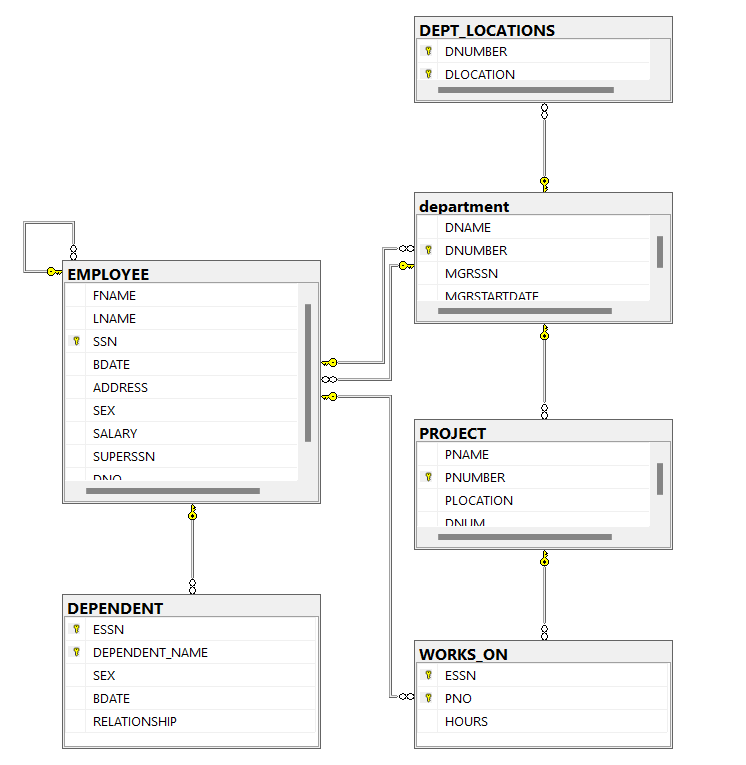 DEPT_LOCATIONS
DNUMBER
DLOCATION
department
DNAME
DNUMBER
MGRSSN
MGRSTARTDATE
EMPLOYEE
FNAME
LNAME
SSN
BDATE
ADDRESS
SEX
SALARY
SUPERSSN
DNO
PROJECT
PNAME
PNUMBER
PLOCATION
DNUM
DEPENDENT
ESSN
DEPENDENT_NAME
SEX
BDATE
RELATIONSHIP
WORKS_ON
ESSN
PNO
HOURS